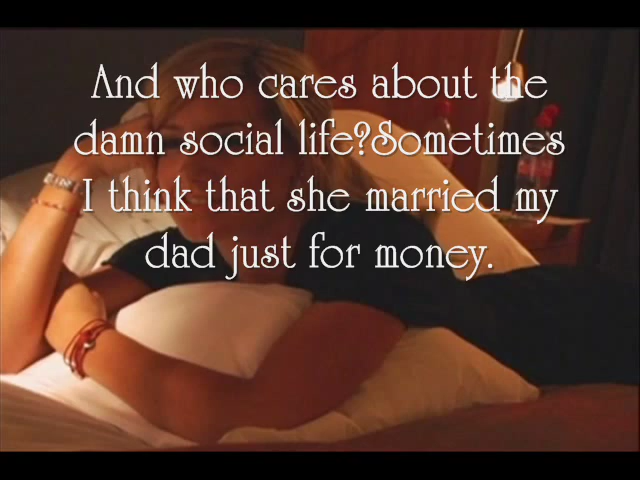 And who cares about the
damn social life?Sometimes
I think that she married my
dad just for money.